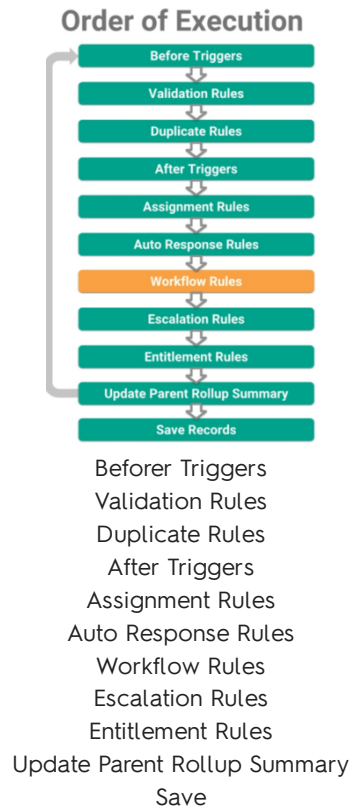 Order of Execution
Before Triggers
Validation Rules
Duplicate Rules
After Triggers
Assignment Rules
Auto Response Rules
Workflow Rules
Escalation Rules
Entitlement Rules
Update Parent Rollup Summary
Save Records
Beforer Triggers
Validation Rules
Duplicate Rules
After Triggers
Assignment Rules
Auto Response Rules
Workflow Rules
Escalation Rules
Entitlement Rules
Update Parent Rollup Summary
Save